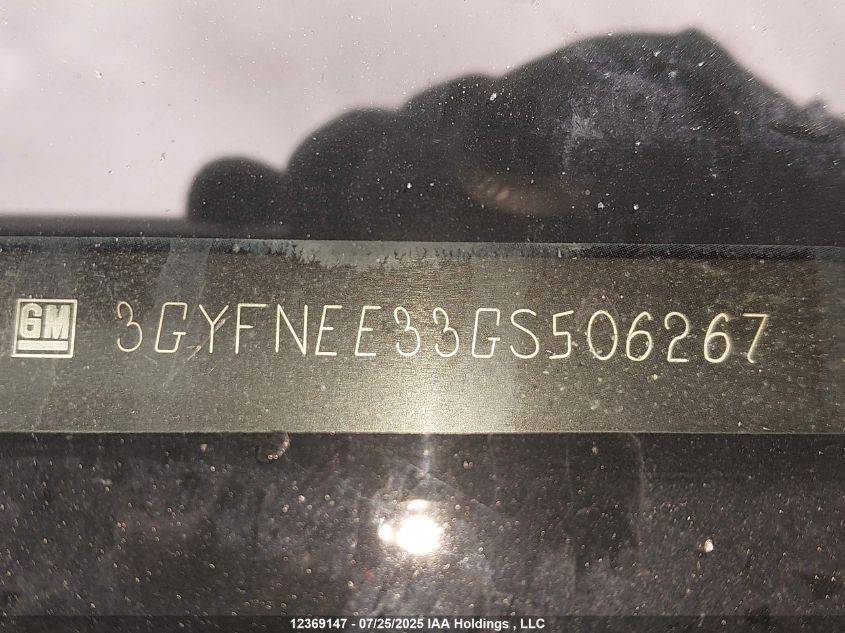 GM 3GYFNEE33GS506267
12369147 - 07/25/2025 IAA Holdings , LLC